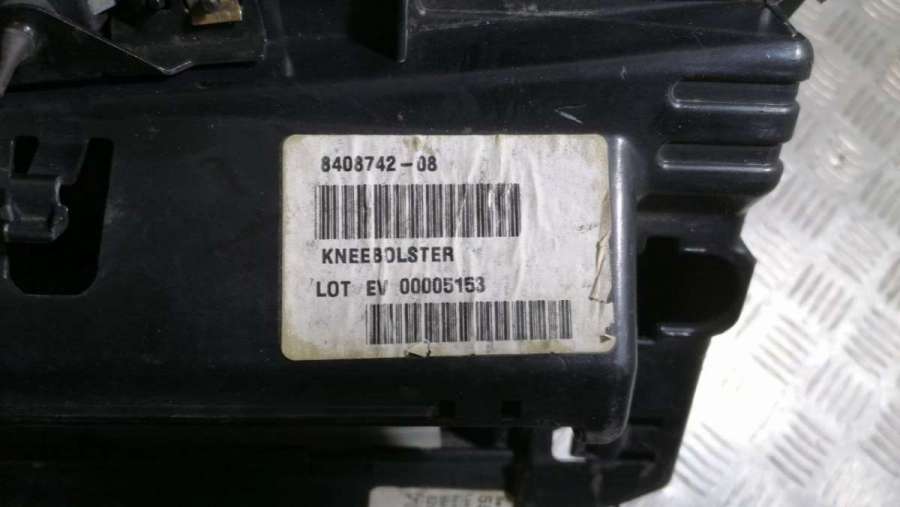 8408742-08
KNEEBOLSTER
LOT EV 00005153